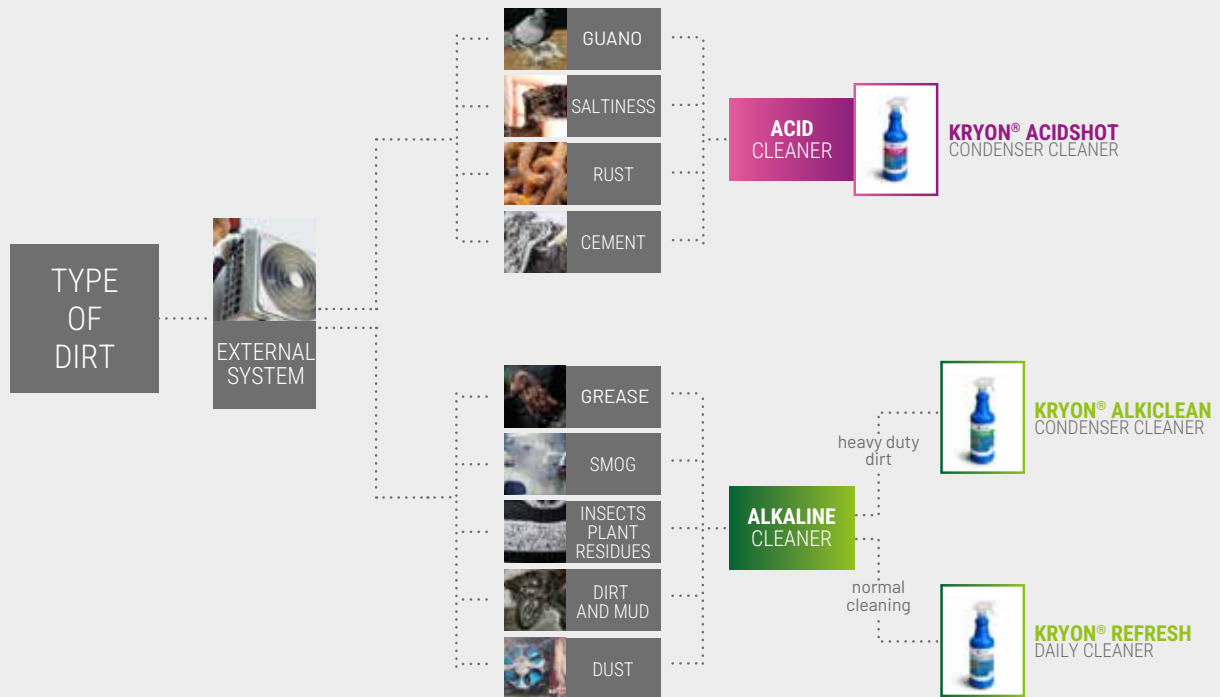 TYPE
OF
DIRT
EXTERNAL
SYSTEM
GUANO
SALTINESS
RUST
CEMENT
ACID
CLEANER
KRYON® ACIDSHOT
CONDENSER CLEANER
GREASE
SMOG
INSECTS
PLANT
RESIDUES
DIRT
AND MUD
DUST
ALKALINE
CLEANER
heavy duty
dirt
KRYON® ALKICLEAN
CONDENSER CLEANER
normal
cleaning
KRYON® REFRESH
DAILY CLEANER